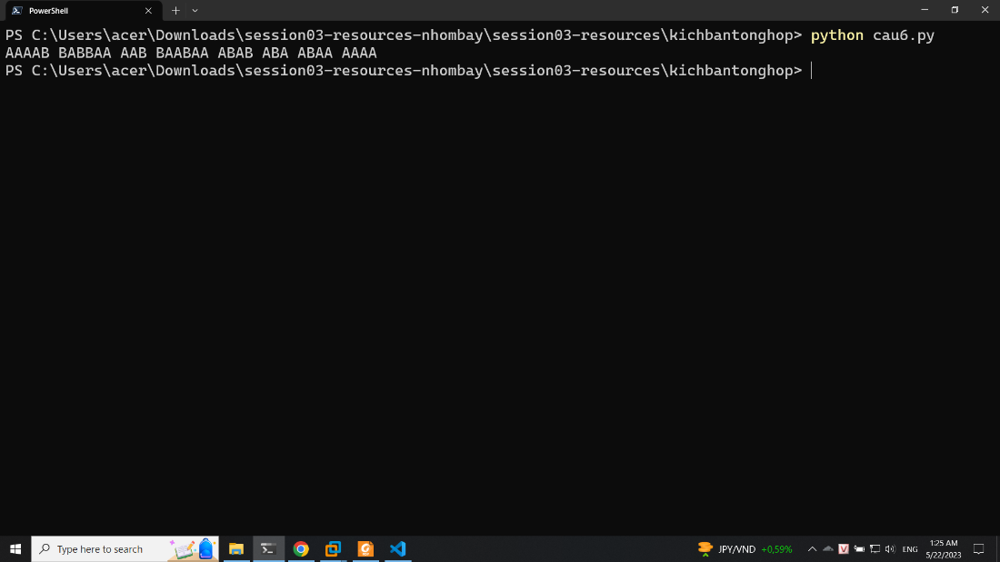 PowerShell
PS C:\Users\acer\Downloads\session03-resources-nhombay\session03-resources\kichbantonghop> python cau6.py
AAAAB BABBAA AAB BAABAA ABAB ABA ABAA AAAA
PS C:\Users\acer\Downloads\session03-resources-nhombay\session03-resources\kichbantonghop>
Type here to search
JPY/VND +0,59%
V
ENG
1:25 AM
5/22/2023